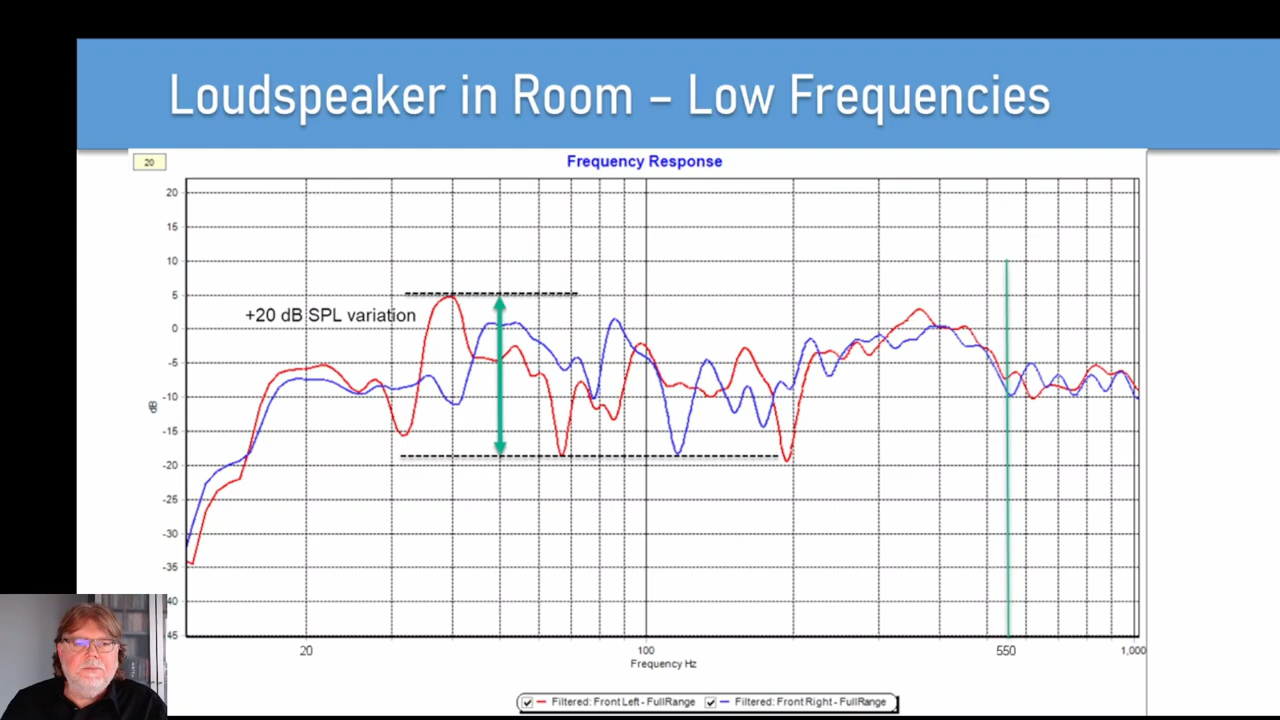 Loudspeaker in Room – Low Frequencies
20
Frequency Response
20
15
10
5
+20 dB SPL variation
0
-5
-10
dB
-15
-20
-25
-30
-35
40
45
20
100
550
1,000
Frequency Hz
Filtered: Front Left - FullRange
Filtered: Front Right - FullRange